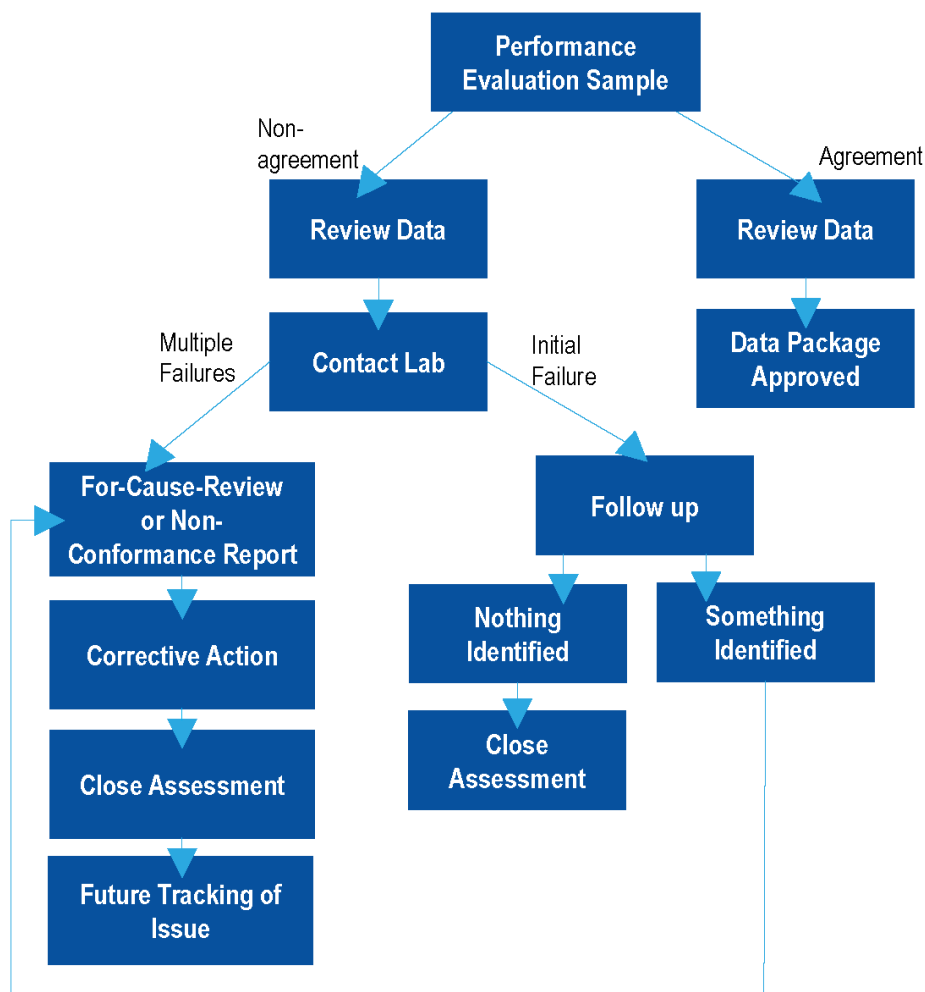 Performance
Evaluation Sample
Non-
agreement
Agreement
Review Data
Review Data
Multiple
Failures
Contact Lab
Initial
Failure
Data Package
Approved
For-Cause-Review
or Non-
Conformance Report
Follow up
Nothing
Identified
Something
Identified
Corrective Action
Close Assessment
Close
Assessment
Future Tracking of
Issue